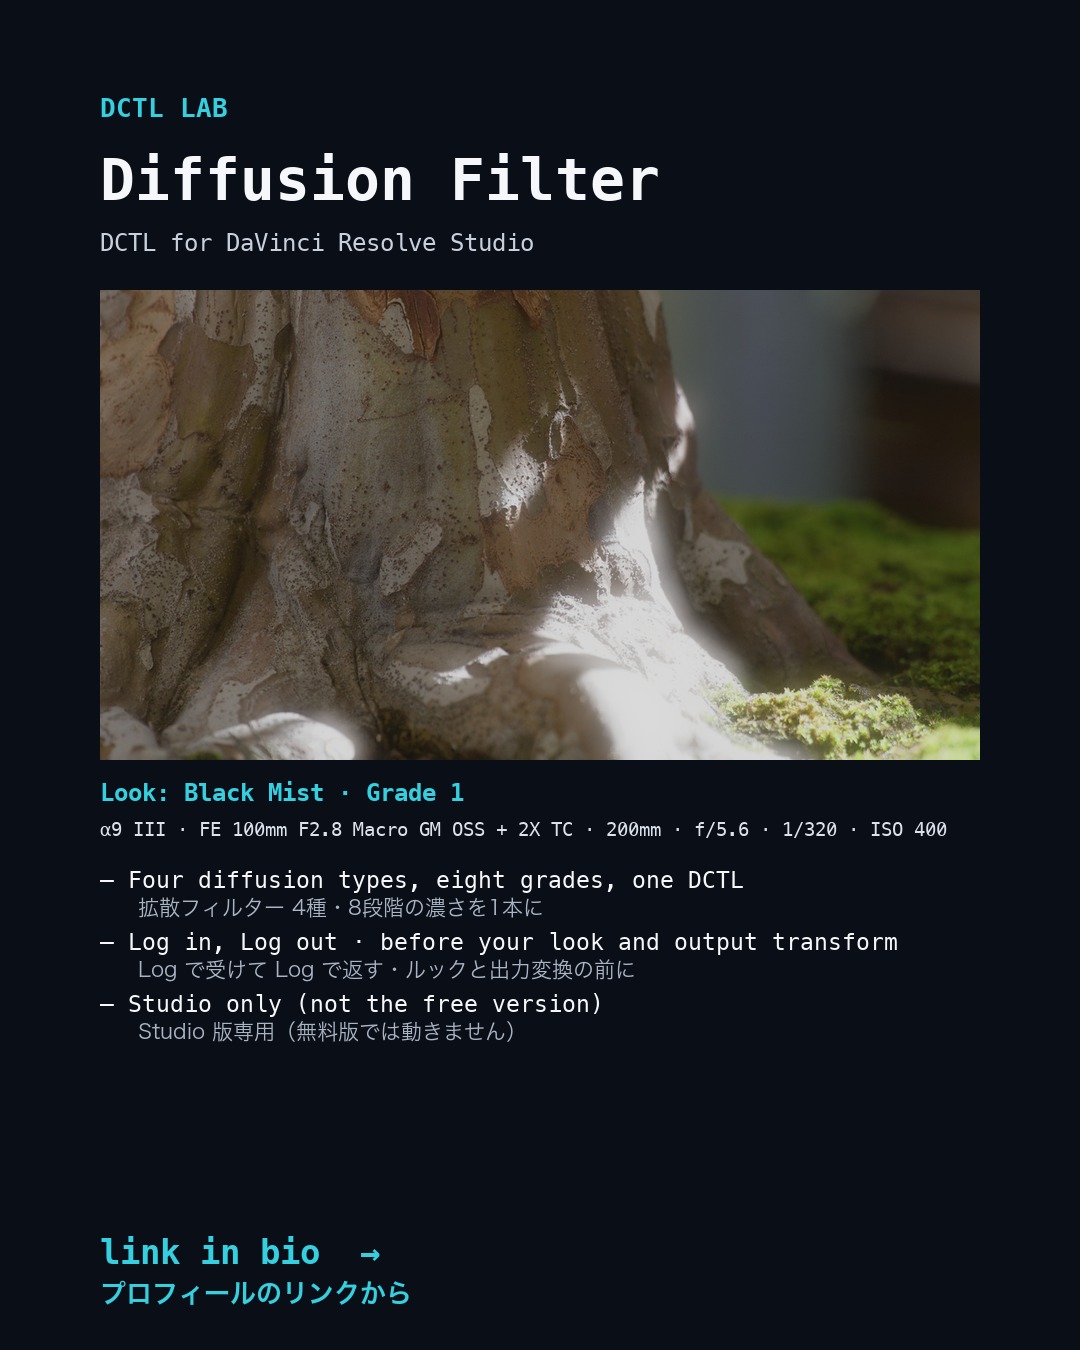 DCTL LAB
Diffusion Filter
DCTL for DaVinci Resolve Studio
Look: Black Mist · Grade 1
α9 III · FE 100mm F2.8 Macro GM OSS + 2X TC · 200mm · f/5.6 · 1/320 · ISO 400
— Four diffusion types, eight grades, one DCTL
拡散フィルター 4種・8段階の濃さを1本に
— Log in, Log out · before your look and output transform
Log で受けて Log で返す・ルックと出力変換の前に
— Studio only (not the free version)
Studio 版専用（無料版では動きません）
link in bio →
プロフィールのリンクから